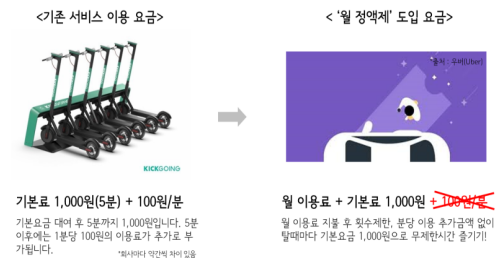 <기존 서비스 이용 요금>
< ‘월 정액제’ 도입 요금>
*출처 : 우버(Uber)
KICKGOING
기본료 1,000원(5분) + 100원/분
기본요금 대여 후 5분까지 1,000원입니다. 5분
이후에는 1분당 100원의 이용료가 추가로 부
가됩니다.
*회사마다 약간씩 차이 있음
월 이용료 + 기본료 1,000원 + 100원/분
월 이용료 지불 후 횟수제한, 분당 이용 추가금액 없이
탈때마다 기본요금 1,000원으로 무제한시간 즐기기!